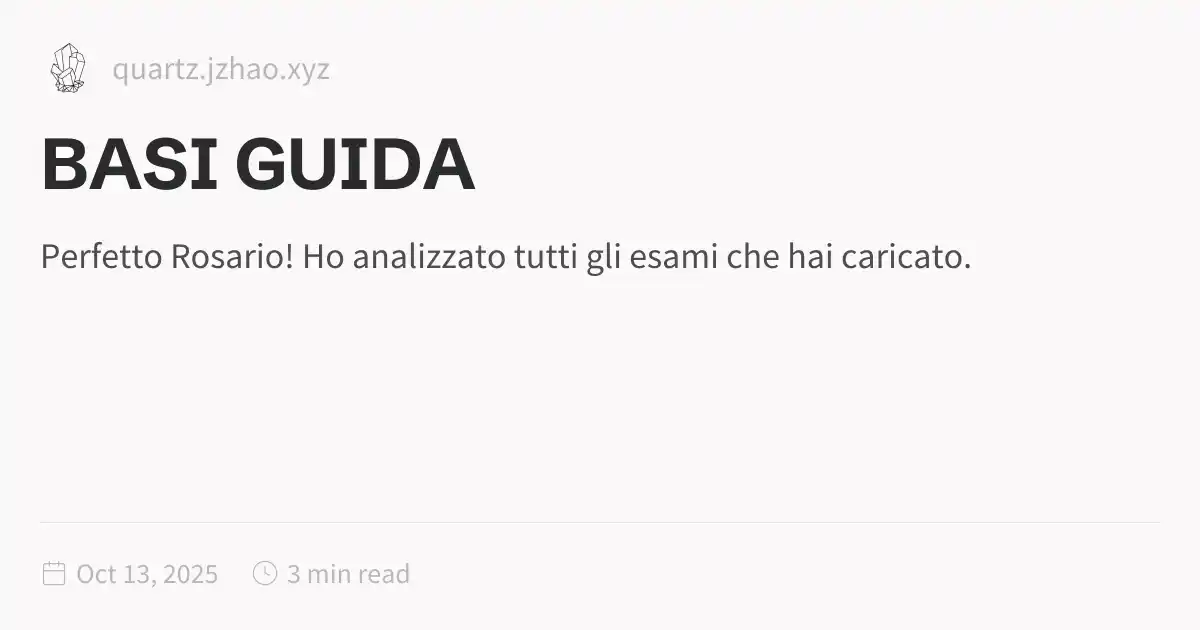 quartz.jzhao.xyz
BASI GUIDA
Perfetto Rosario! Ho analizzato tutti gli esami che hai caricato.
Oct 13, 2025 3 min read